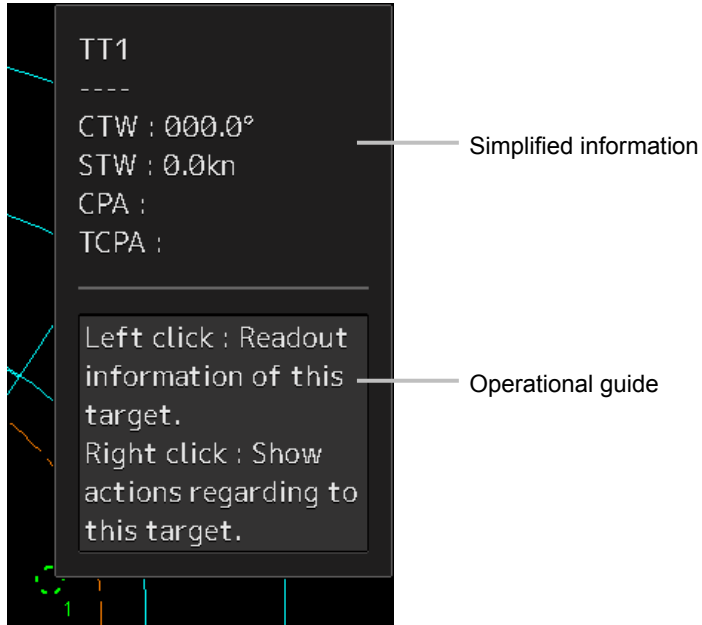 TT1
----
CTW : 000.0°
STW : 0.0kn
CPA :
TCPA :
Simplified information
Left click : Readout
information of this
target.
Right click : Show
actions regarding to
this target.
Operational guide
1